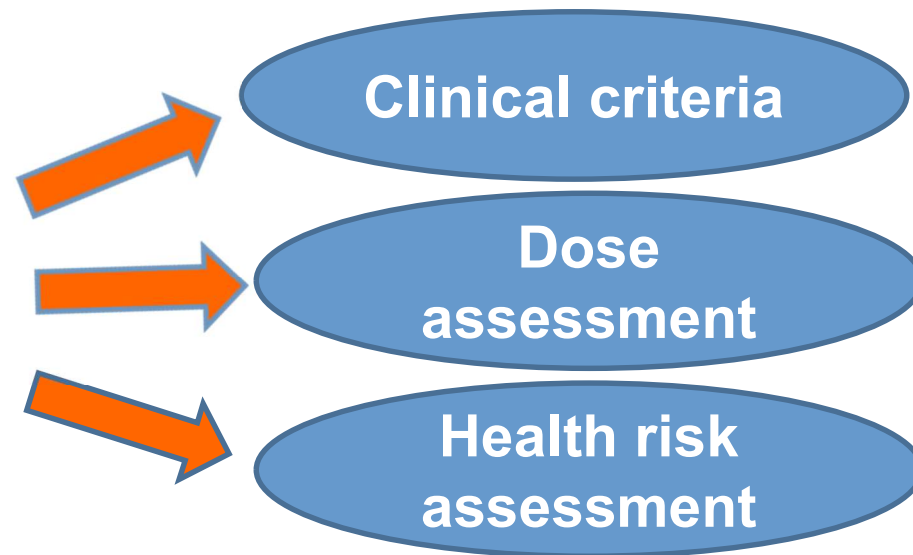 Clinical criteria
Dose
assessment
Health risk
assessment